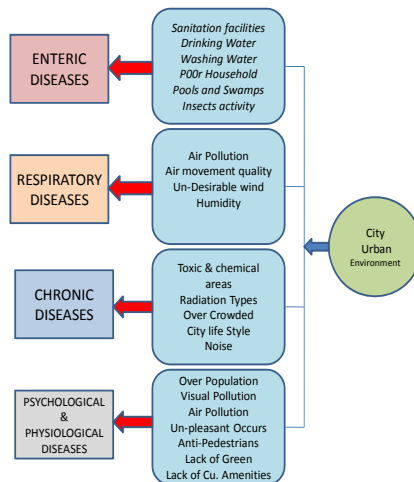 ENTERIC
DISEASES
Sanitation facilities
Drinking Water
Washing Water
P00r Household
Pools and Swamps
Insects activity
RESPIRATORY
DISEASES
Air Pollution
Air movement quality
Un-Desirable wind
Humidity
City
Urban
Environment
CHRONIC
DISEASES
Toxic & chemical
areas
Radiation Types
Over Crowded
City life Style
Noise
PSYCHOLOGICAL
&
PHYSIOLOGICAL
DISEASES
Over Population
Visual Pollution
Air Pollution
Un-pleasant Occurs
Anti-Pedestrians
Lack of Green
Lack of Cu. Amenities